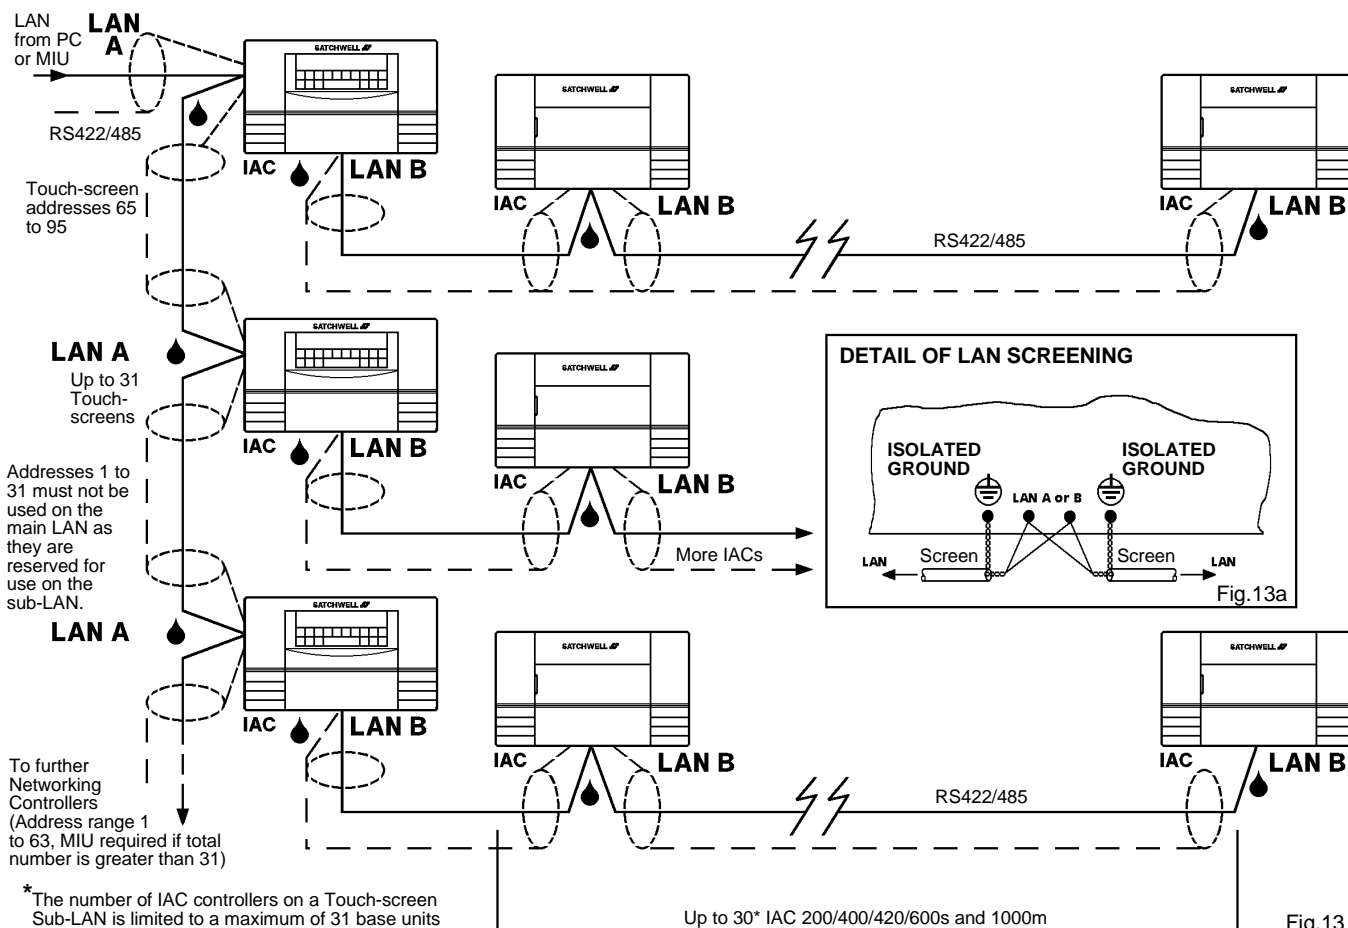 LAN
from PC
or MIU
LAN
A
RS422/485
SATCHWELL
IAC
LAN B
SATCHWELL
IAC
LAN B
RS422/485
SATCHWELL
IAC
LAN B
Touch-screen
addresses 65
to 95
LAN A
Up to 31
Touch-
screens
SATCHWELL
IAC
LAN B
SATCHWELL
IAC
LAN B
More IACs
DETAIL OF LAN SCREENING
ISOLATED
GROUND
ISOLATED
GROUND
LAN A or B
LAN
Screen
Screen
LAN
Fig.13a
Addresses 1 to
31 must not be
used on the
main LAN as
they are
reserved for
use on the
sub-LAN.
LAN A
SATCHWELL
IAC
LAN B
SATCHWELL
IAC
LAN B
RS422/485
SATCHWELL
IAC
LAN B
To further
Networking
Controllers
(Address range 1
to 63, MIU required if total
number is greater than 31)
*The number of IAC controllers on a Touch-screen
Sub-LAN is limited to a maximum of 31 base units
Up to 30* IAC 200/400/420/600s and 1000m
Fig.13